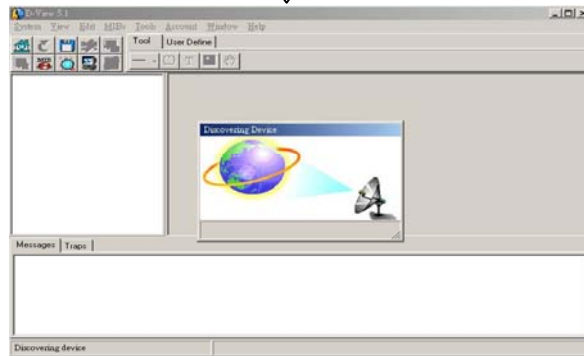 D-View 5.1
System View Edit MIBs Tools Account Window Help
Tool User Define
MIB
T
Discovering Device
Messages Traps
Discovering device